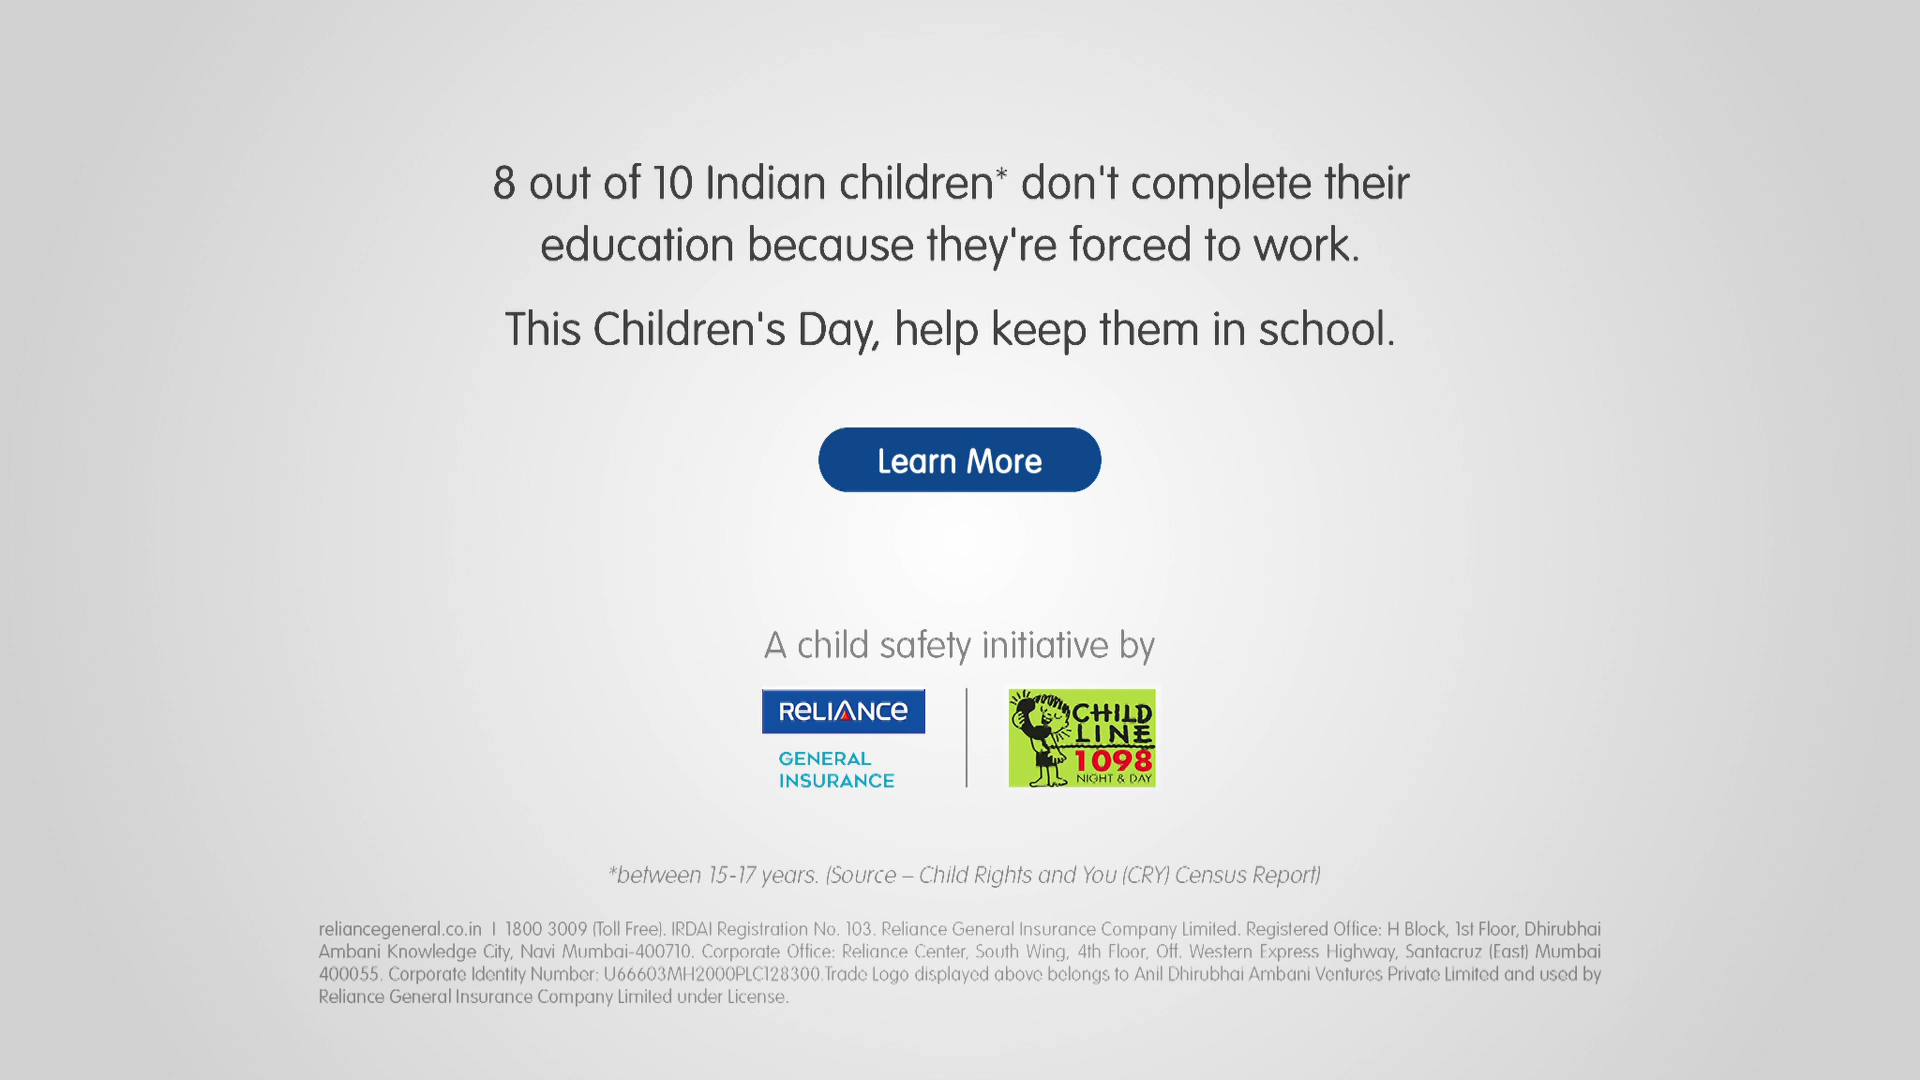 8 out of 10 Indian children* don't complete their
education because they're forced to work.
This Children's Day, help keep them in school.
Learn More
A child safety initiative by
RELIANCE
GENERAL
INSURANCE
CHILD
LINE
1098
NIGHT & DAY
*between 15-17 years. (Source – Child Rights and You (CRY) Census Report)
reliancegeneral.co.in I 1800 3009 (Toll Free). IRDAI Registration No. 103. Reliance General Insurance Company Limited. Registered Office: H Block, 1st Floor, Dhirubhai
Ambani Knowledge City, Navi Mumbai-400710. Corporate Office: Reliance Center, South Wing, 4th Floor, Off. Western Express Highway, Santacruz (East) Mumbai
400055. Corporate Identity Number: U66603MH2000PLC128300.Trade Logo displayed above belongs to Anil Dhirubhai Ambani Ventures Private Limited and used by
Reliance General Insurance Company Limited under License.